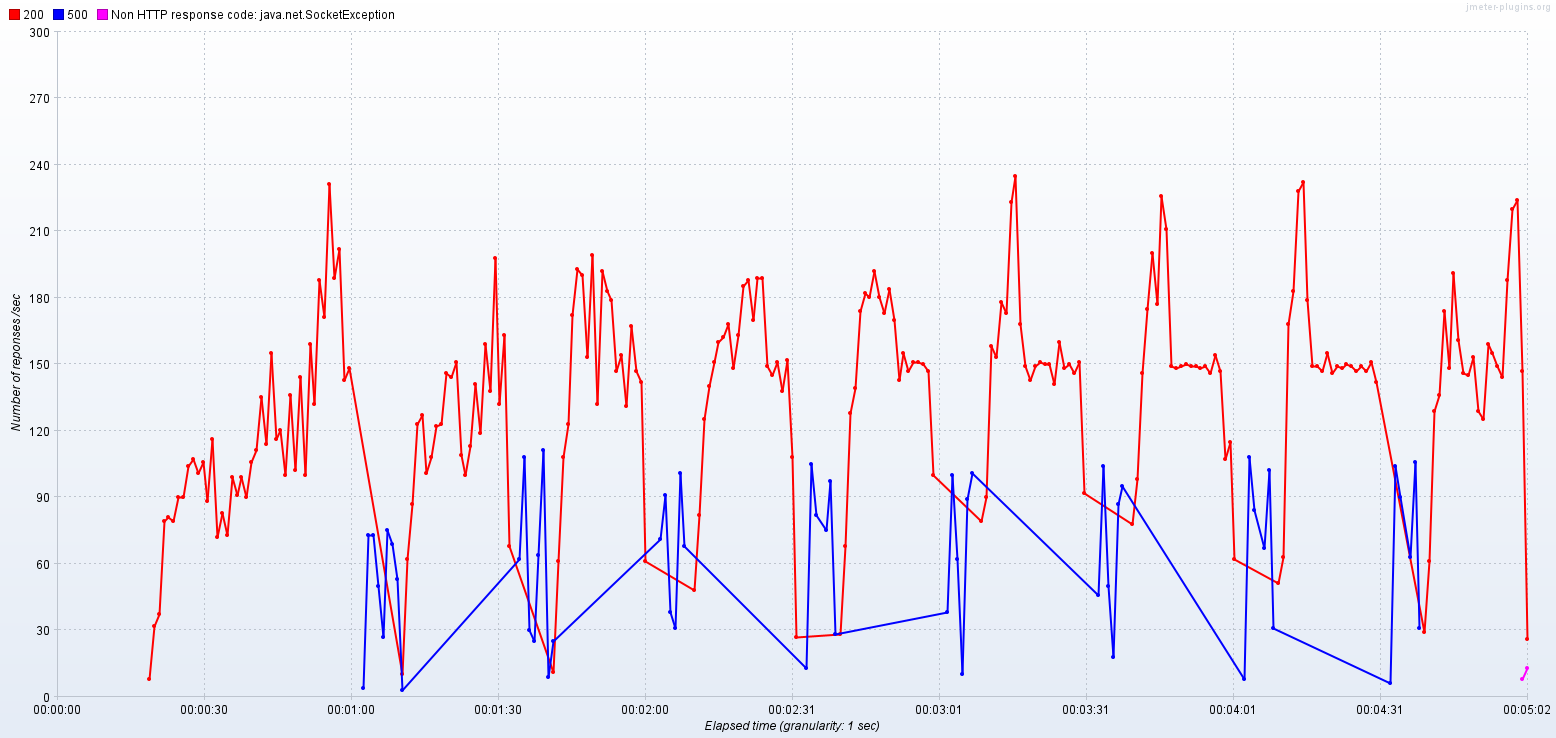 200 500 Non HTTP response code: java.net.SocketException
jmeter-plugins.org
300
270
240
210
180
150
120
90
60
30
0
Number of reponses /sec
00:00:00 00:00:30 00:01:00 00:01:30 00:02:00 00:02:31 00:03:01 00:03:31 00:04:01 00:04:31 00:05:02
Elapsed time (granularity: 1 sec)